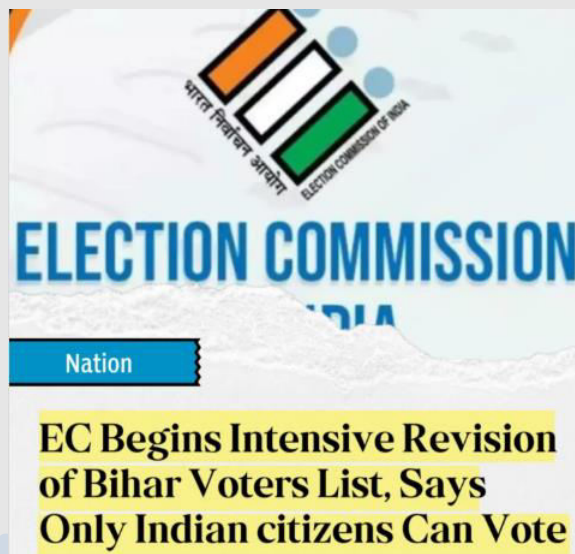 भारत निर्वाचन आयोग
ELECTION COMMISSION OF INDIA
ELECTION COMMISSION
INDIA
Nation
EC Begins Intensive Revision
of Bihar Voters List, Says
Only Indian citizens Can Vote